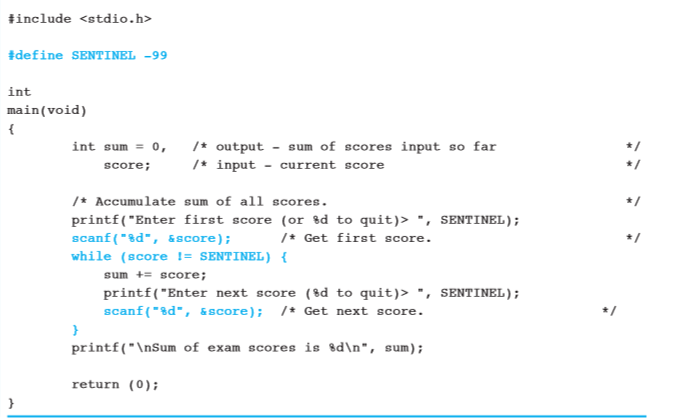 #include <stdio.h>
#define SENTINEL -99
int
main(void)
{
int sum = 0, /* output - sum of scores input so far */
score; /* input - current score */
/* Accumulate sum of all scores. */
printf("Enter first score (or %d to quit)> ", SENTINEL);
scanf("%d", &score); /* Get first score. */
while (score != SENTINEL) {
sum += score;
printf("Enter next score (%d to quit)> ", SENTINEL);
scanf("%d", &score); /* Get next score. */
}
printf("\nSum of exam scores is %d\n", sum);
return (0);
}